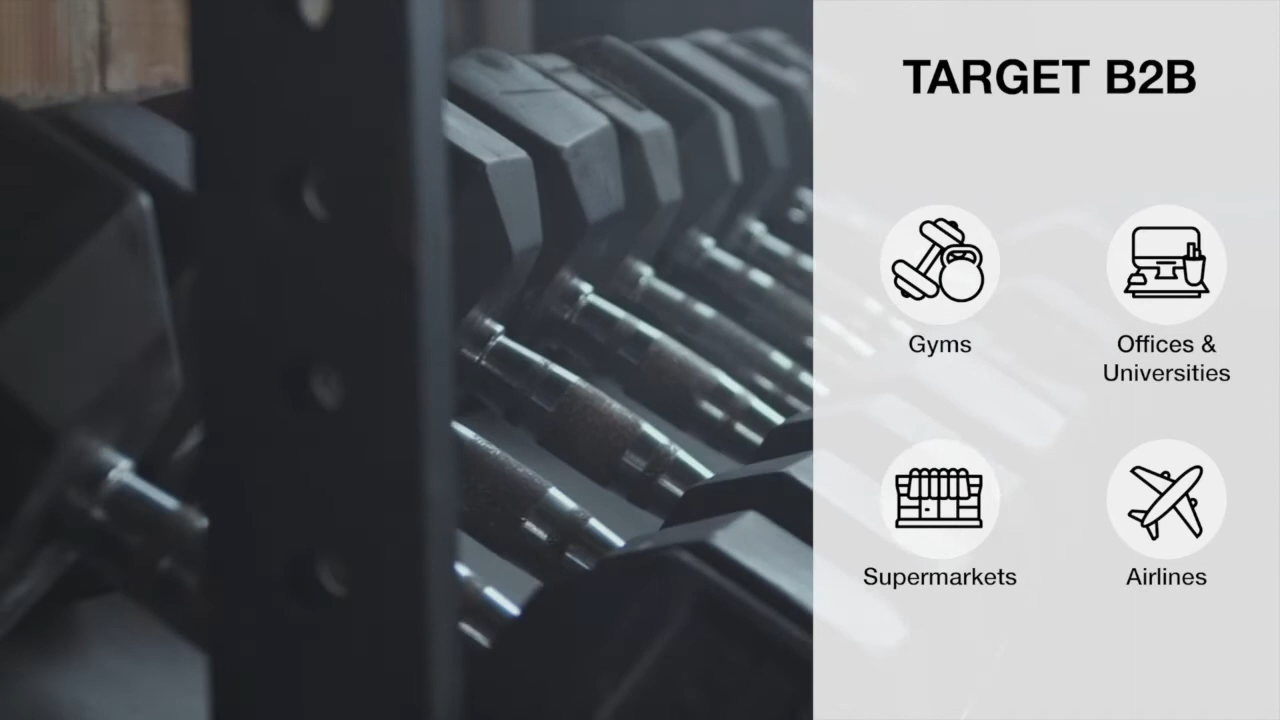 TARGET B2B
Gyms
Offices &
Universities
Supermarkets
Airlines